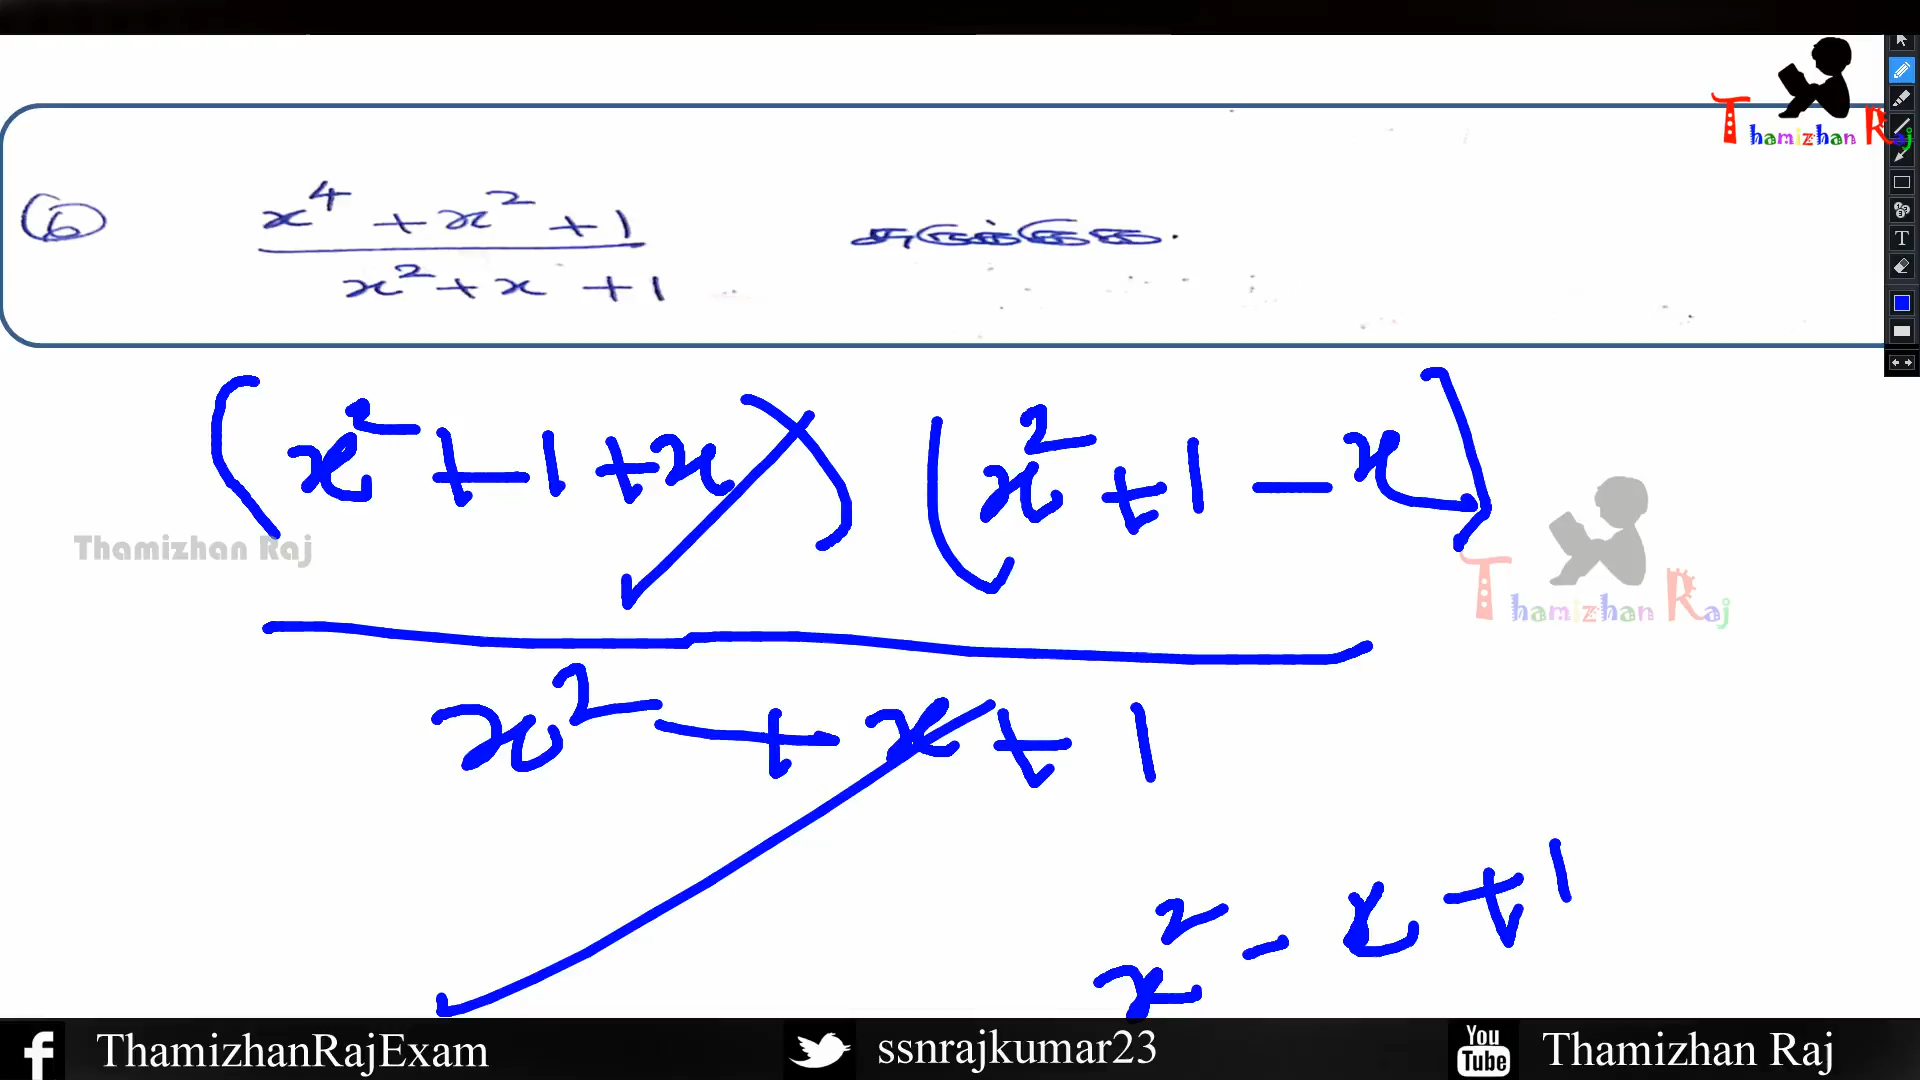 Thamizhan Raj
⑥ x⁴ + x² + 1 / x² + x + 1 சுருக்குக.
(x² + 1 + x) (x² + 1 - x)
Thamizhan Raj
Thamizhan Raj
x² + x + 1
x² - x + 1
ThamizhanRajExam
ssnrajkumar23
You Tube Thamizhan Raj